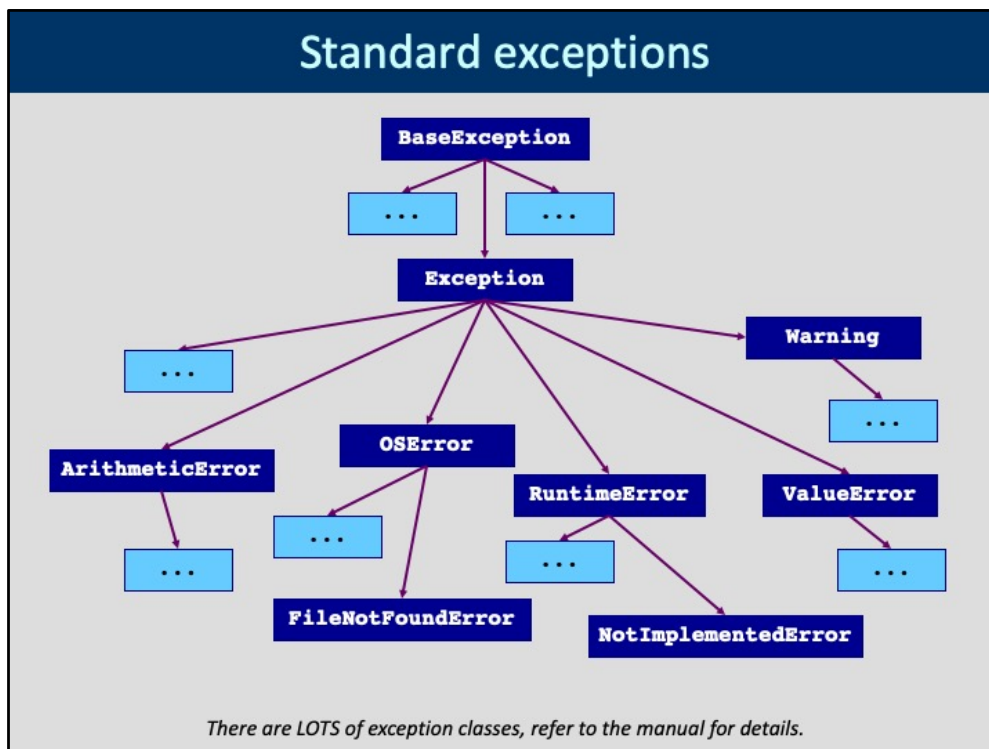 Standard exceptions
BaseException
...
...
Exception
Warning
...
...
OSError
ArithmeticError
RuntimeError
ValueError
...
...
...
...
FileNotFoundError
NotImplementedError
There are LOTS of exception classes, refer to the manual for details.